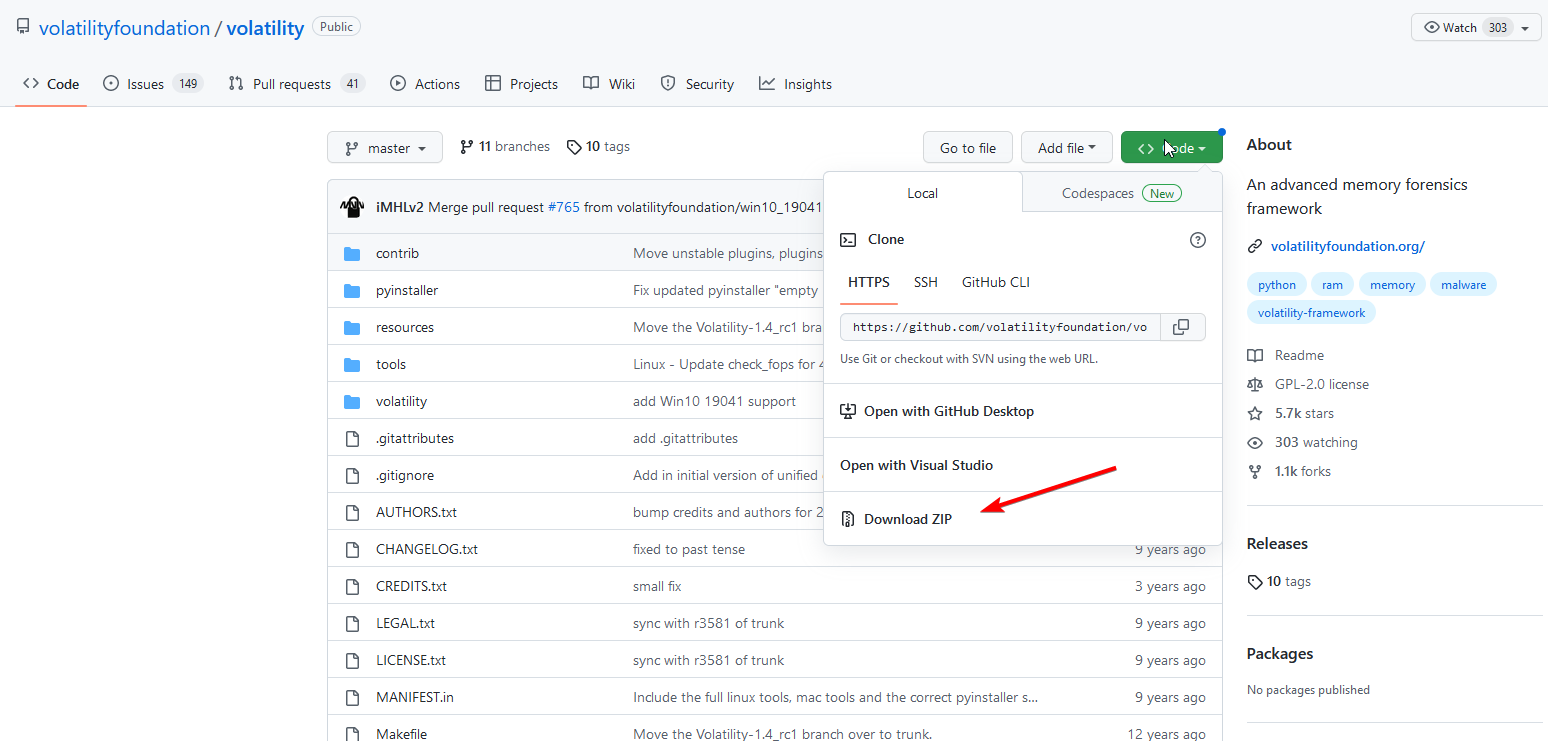 volatilityfoundation / volatility Public
Watch 303
Code Issues 149 Pull requests 41 Actions Projects Wiki Security Insights
master 11 branches 10 tags Go to file Add file
Local Codespaces New
Clone
HTTPS SSH GitHub CLI
https://github.com/volatilityfoundation/vo
Use Git or checkout with SVN using the web URL.
Open with GitHub Desktop
Open with Visual Studio
Download ZIP
iMHLv2 Merge pull request #765 from volatilityfoundation/win10_19041
contrib Move unstable plugins, plugins
pyinstaller Fix updated pyinstaller "empty
resources Move the Volatility-1.4_rc1 bran
tools Linux - Update check_fops for 4
volatility add Win10 19041 support
.gitattributes add .gitattributes
.gitignore Add in initial version of unified
AUTHORS.txt bump credits and authors for 2
CHANGELOG.txt fixed to past tense 9 years ago
CREDITS.txt small fix 3 years ago
LEGAL.txt sync with r3581 of trunk 9 years ago
LICENSE.txt sync with r3581 of trunk 9 years ago
MANIFEST.in Include the full linux tools, mac tools and the correct pyinstaller s... 9 years ago
Makefile Move the Volatility-1.4_rc1 branch over to trunk. 12 years ago
About
An advanced memory forensics
framework
volatilityfoundation.org/
python ram memory malware
volatility-framework
Readme
GPL-2.0 license
5.7k stars
303 watching
1.1k forks
Releases
10 tags
Packages
No packages published